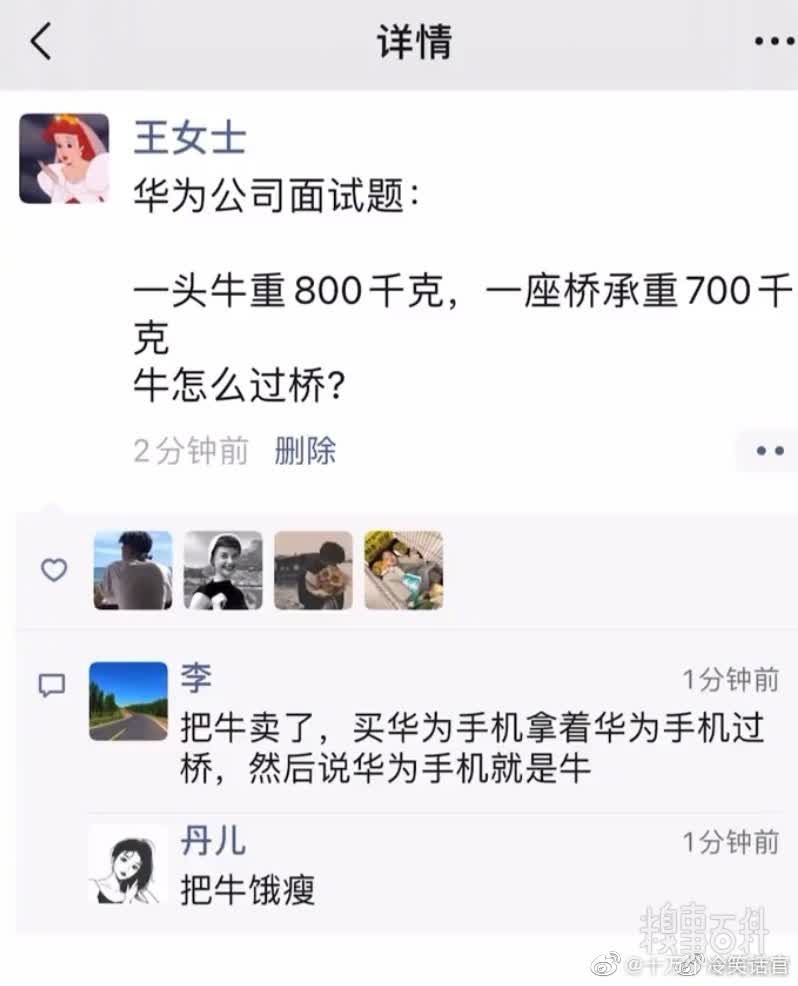 详情
王女士
华为公司面试题：
一头牛重800千克，一座桥承重700千
克
牛怎么过桥?
2分钟前 删除
李 1分钟前
把牛卖了，买华为手机拿着华为手机过
桥，然后说华为手机就是牛
丹儿 1分钟前
把牛饿瘦
糗事百科